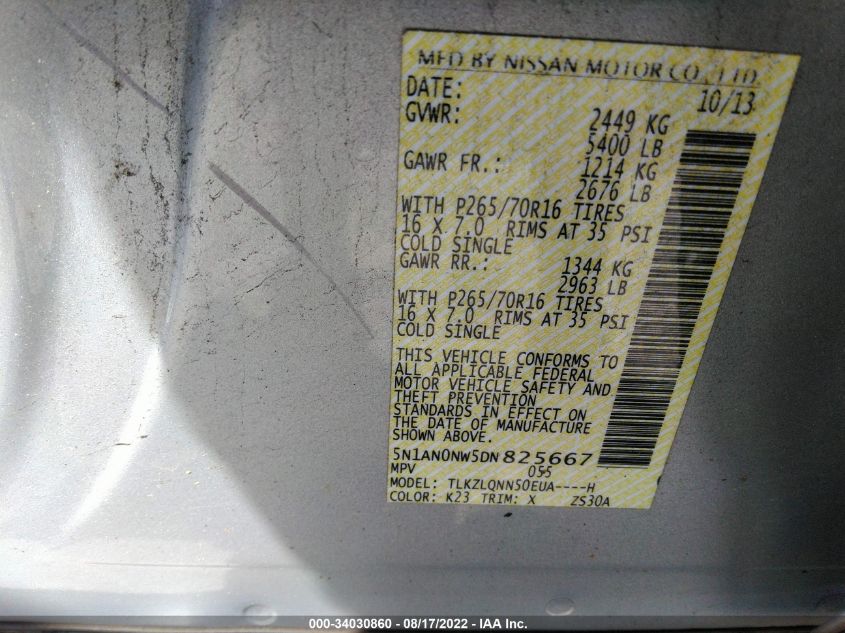 MFD BY NISSAN MOTOR CO., LTD.
DATE: 10/13
GVWR: 2449 KG
5400 LB
GAWR FR.: 1214 KG
2676 LB
WITH P265/70R16 TIRES
16 X 7.0 RIMS AT 35 PSI
COLD SINGLE
GAWR RR.: 1344 KG
2963 LB
WITH P265/70R16 TIRES
16 X 7.0 RIMS AT 35 PSI
COLD SINGLE
THIS VEHICLE CONFORMS TO
ALL APPLICABLE FEDERAL
MOTOR VEHICLE SAFETY AND
THEFT PREVENTION
STANDARDS IN EFFECT ON
THE DATE OF MANUFACTURE
SHOWN ABOVE.
5N1AN0NW5DN825667
MPV 055
MODEL: TLKZLQNN50EUA----H
COLOR: K23 TRIM: X ZS30A
000-34030860 - 08/17/2022 - IAA Inc.